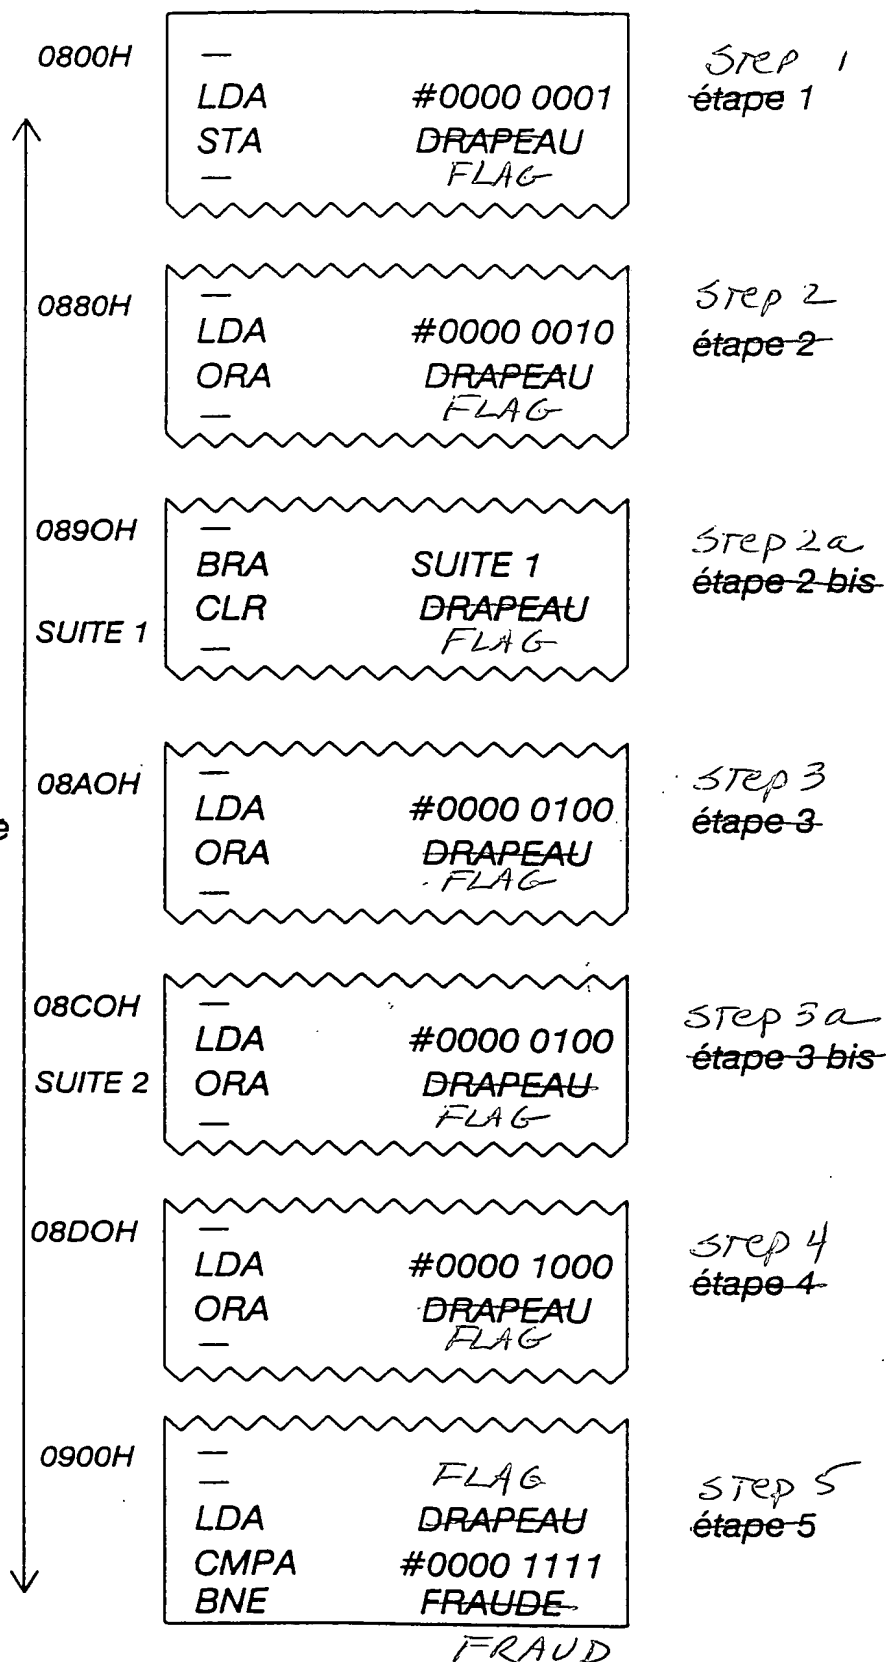 0800H — Step 1
LDA #0000 0001 étape 1
STA DRAPEAU
— FLAG
— Step 2
0880H
LDA #0000 0010 étape 2
ORA DRAPEAU
— FLAG
089OH — Step 2a
BRA SUITE 1 étape 2 bis
CLR DRAPEAU
SUITE 1 — FLAG
08AOH — Step 3
LDA #0000 0100 étape 3
e
ORA DRAPEAU
— FLAG
08COH — Step 3a
LDA #0000 0100 étape 3 bis
SUITE 2 ORA DRAPEAU
— FLAG
08DOH — Step 4
LDA #0000 1000 étape 4
ORA DRAPEAU
— FLAG
0900H —
— FLAG Step 5
LDA DRAPEAU étape 5
CMPA #0000 1111
BNE FRAUDE
FRAUD